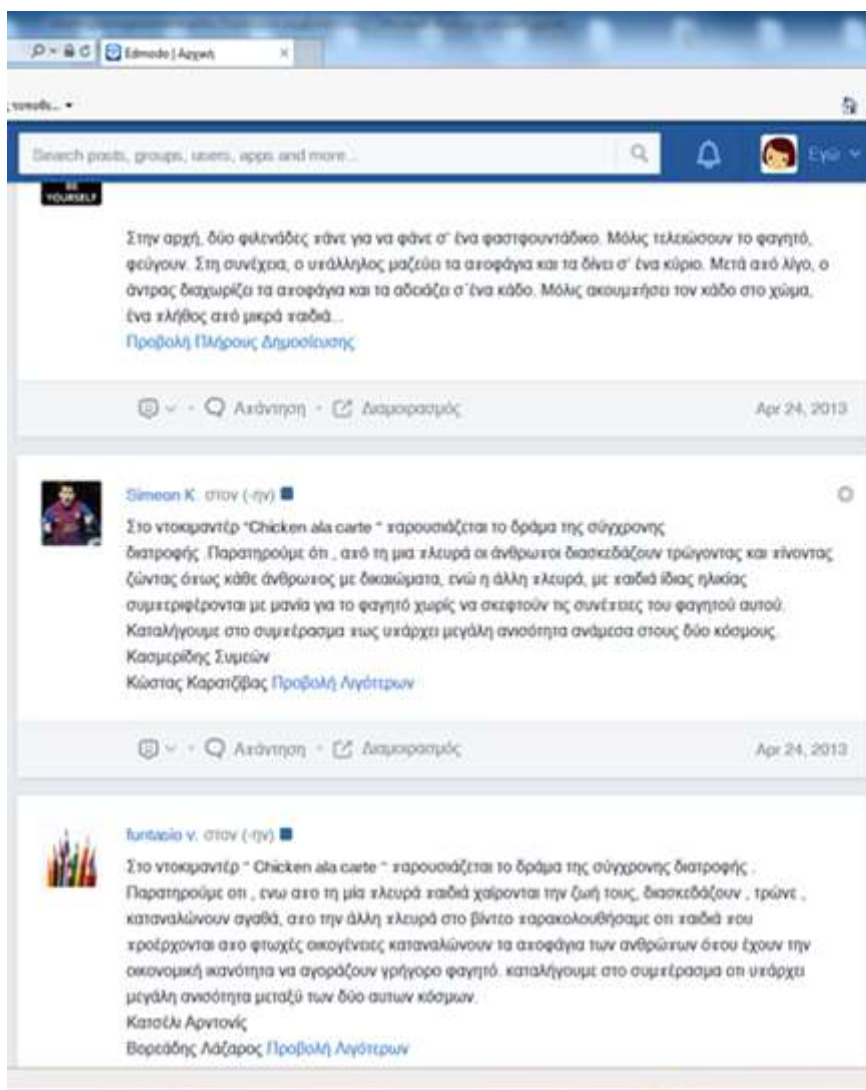 Edmodo | Αρχική
Search posts, groups, users, apps and more...
Εγώ
BE
YOURSELF
Στην αρχή, δύο φιλενάδες πάνε για να φάνε σ' ένα φαστφουντάδικο. Μόλις τελειώσουν το φαγητό,
φεύγουν. Στη συνέχεια, ο υπάλληλος μαζεύει τα αποφάγια και τα δίνει σ' ένα κύριο. Μετά από λίγο, ο
άντρας διαχωρίζει τα αποφάγια και τα αδειάζει σ΄ένα κάδο. Μόλις ακουμπήσει τον κάδο στο χώμα,
ένα πλήθος από μικρά παιδιά...
Προβολή Πλήρους Δημοσίευσης
Απάντηση Διαμοιρασμός Apr 24, 2013
Simeon K. στον (-ην)
Στο ντοκιμαντέρ "Chicken ala carte " παρουσιάζεται το δράμα της σύγχρονης
διατροφής .Παρατηρούμε ότι , από τη μια πλευρά οι άνθρωποι διασκεδάζουν τρώγοντας και πίνοντας
ζώντας όπως κάθε άνθρωπος με δικαιώματα, ενώ η άλλη πλευρά, με παιδιά ίδιας ηλικίας
συμπεριφέρονται με μανία για το φαγητό χωρίς να σκεφτούν τις συνέπειες του φαγητού αυτού.
Καταλήγουμε στο συμπέρασμα πως υπάρχει μεγάλη ανισότητα ανάμεσα στους δύο κόσμους.
Κασμερίδης Συμεών
Κώστας Καρατζίβας Προβολή Λιγότερων
Απάντηση Διαμοιρασμός Apr 24, 2013
funtasio v. στον (-ην)
Στο ντοκιμαντέρ " Chicken ala carte " παρουσιάζεται το δράμα της σύγχρονης διατροφής .
Παρατηρούμε οτι , ενω απο τη μία πλευρά παιδιά χαίρονται την ζωή τους, διασκεδάζουν , τρώνε ,
καταναλώνουν αγαθά, απο την άλλη πλευρά στο βίντεο παρακολουθήσαμε οτι παιδιά που
προέρχονται απο φτωχές οικογένειες καταναλώνουν τα αποφάγια των ανθρώπων όπου έχουν την
οικονομική ικανότητα να αγοράζουν γρήγορο φαγητό. καταλήγουμε στο συμπέρασμα οτι υπάρχει
μεγάλη ανισότητα μεταξύ των δύο αυτων κόσμων.
Κατσέλι Αρντονίς
Βορεάδης Λάζαρος Προβολή Λιγότερων